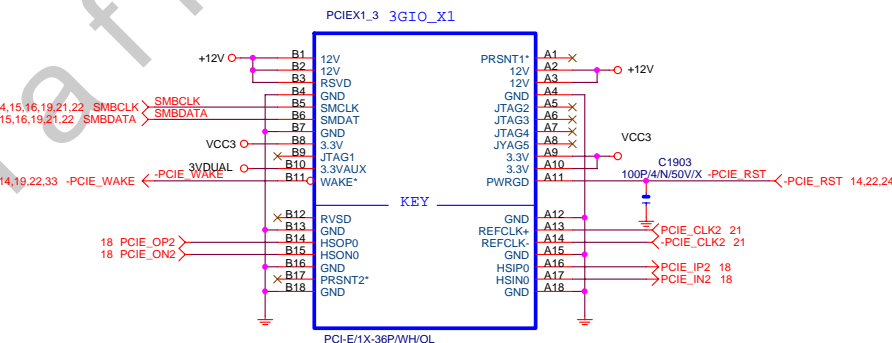 PCIEX1_3 3GIO_X1
+12V B1 12V PRSNT1* A1
B2 12V 12V A2 +12V
B3 RSVD 12V A3
B4 GND GND A4
4,15,16,19,21,22 SMBCLK SMBCLK B5 SMCLK JTAG2 A5
15,16,19,21,22 SMBDATA SMBDATA B6 SMDAT JTAG3 A6
B7 GND JTAG4 A7
VCC3 B8 3.3V JYAG5 A8 VCC3
B9 JTAG1 3.3V A9
3VDUAL B10 3.3VAUX 3.3V A10 C1903
14,19,22,33 -PCIE_WAKE -PCIE_WAKE B11 WAKE* PWRGD A11 100P/4/N/50V/X -PCIE_RST -PCIE_RST 14,22,24
KEY
B12 RVSD GND A12
B13 GND REFCLK+ A13 PCIE_CLK2 21
18 PCIE_OP2 B14 HSOP0 REFCLK- A14 -PCIE_CLK2 21
18 PCIE_ON2 B15 HSON0 GND A15
B16 GND HSIP0 A16 PCIE_IP2 18
B17 PRSNT2* HSIN0 A17 PCIE_IN2 18
B18 GND GND A18
PCI-E/1X-36P/WH/OL